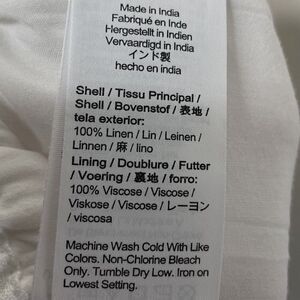 Made in India
Fabriqué en Inde
Hergestellt in Indien
Vervaardigd in India
インド製
hecho en india
Shell / Tissu Principal /
Shell / Bovenstof / 表地 /
tela exterior:
100% Linen / Lin / Leinen /
Linnen / 麻 / lino
Lining / Doublure / Futter
/ Voering / 裏地 / forro:
100% Viscose / Viscose /
Viskose / Viscose / レーヨン
/ viscosa
Machine Wash Cold With Like
Colors. Non-Chlorine Bleach
Only. Tumble Dry Low. Iron on
Lowest Setting.